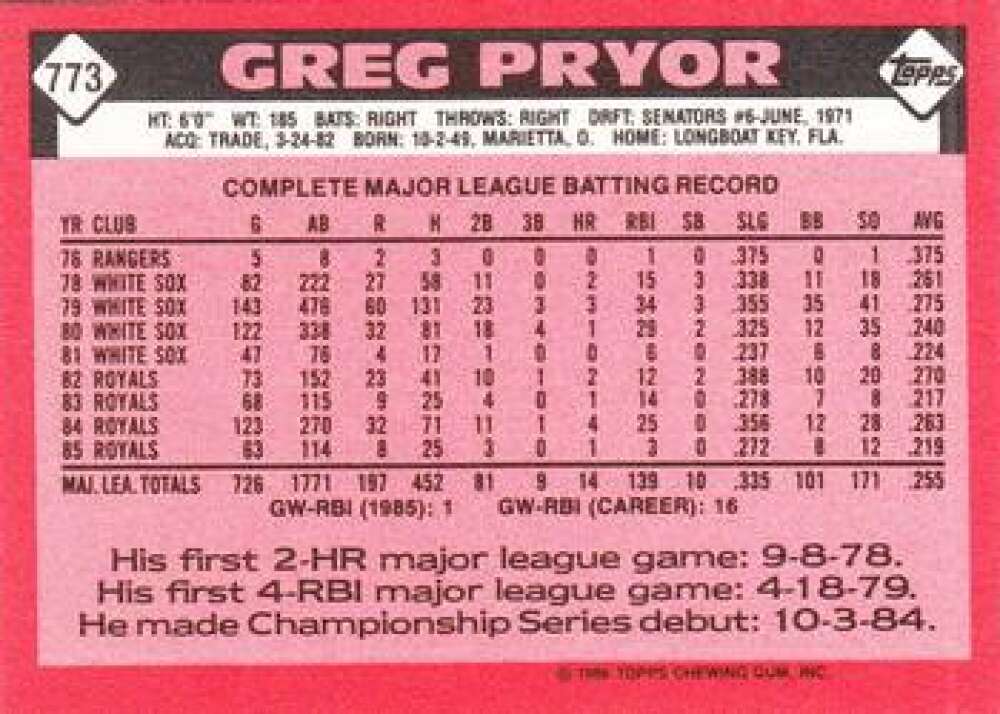 773 GREG PRYOR Topps
HT: 6'0" WT: 185 BATS: RIGHT THROWS: RIGHT DRFT: SENATORS #6-JUNE, 1971
ACQ: TRADE, 3-24-82 BORN: 10-2-49, MARIETTA, O. HOME: LONGBOAT KEY, FLA.
COMPLETE MAJOR LEAGUE BATTING RECORD
YR CLUB G AB R H 2B 3B HR RBI SB SLG BB SO AVG
76 RANGERS 5 8 2 3 0 0 0 1 0 .375 0 1 .375
78 WHITE SOX 82 222 27 58 11 0 2 15 3 .338 11 18 .261
79 WHITE SOX 143 476 60 131 23 3 3 34 3 .355 35 41 .275
80 WHITE SOX 122 338 32 81 18 4 1 29 2 .325 12 35 .240
81 WHITE SOX 47 76 4 17 1 0 0 6 0 .237 6 8 .224
82 ROYALS 73 152 23 41 10 1 2 12 2 .388 10 20 .270
83 ROYALS 68 115 9 25 4 0 1 14 0 .278 7 8 .217
84 ROYALS 123 270 32 71 11 1 4 25 0 .356 12 28 .263
85 ROYALS 63 114 8 25 3 0 1 3 0 .272 8 12 .219
MAJ. LEA. TOTALS 726 1771 197 452 81 9 14 139 10 .335 101 171 .255
GW-RBI (1985): 1 GW-RBI (CAREER): 16
His first 2-HR major league game: 9-8-78.
His first 4-RBI major league game: 4-18-79.
He made Championship Series debut: 10-3-84.
© 1986 TOPPS CHEWING GUM, INC.